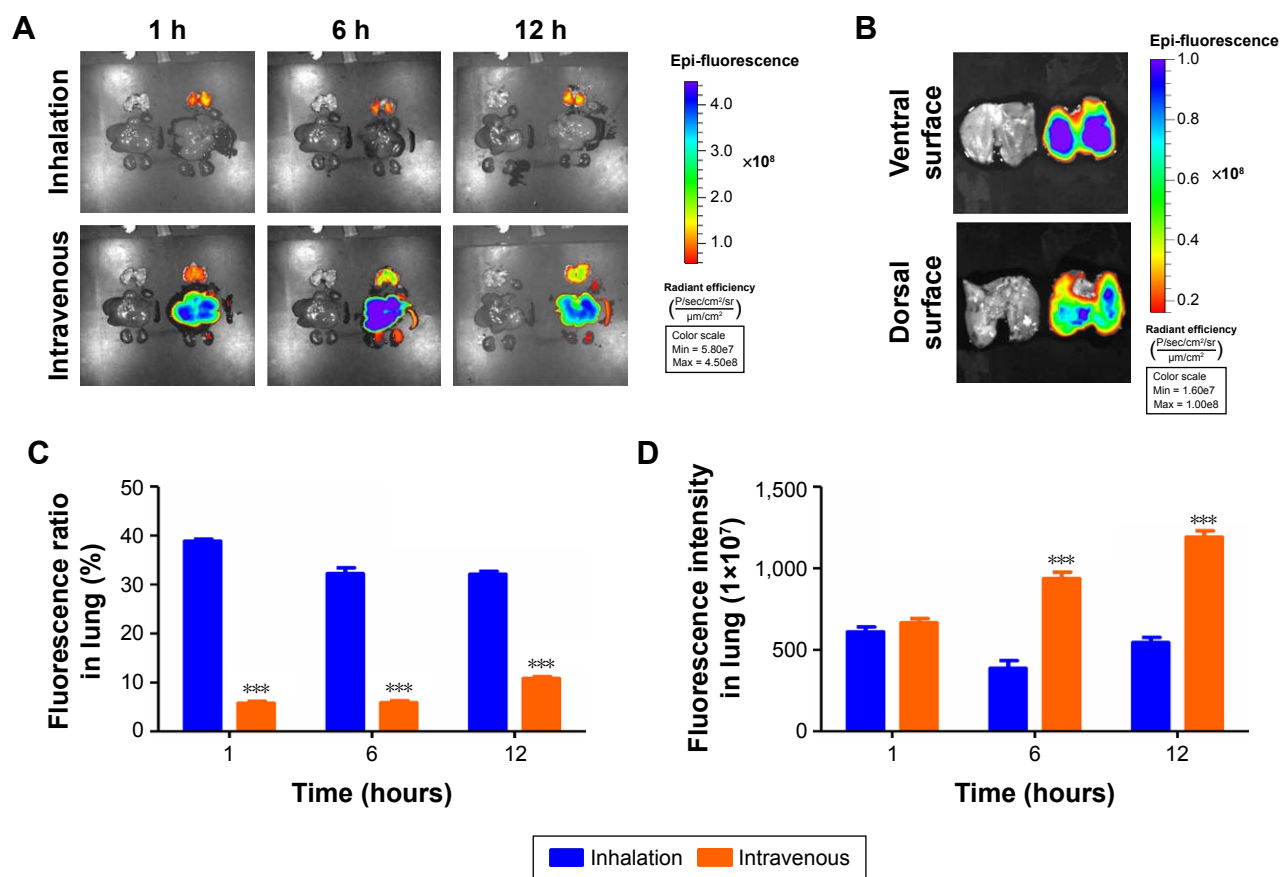 A
1 h
6 h
12 h
Inhalation
Intravenous
Epi-fluorescence
4.0
3.0
2.0
1.0
×10⁸
Radiant efficiency
(P/sec/cm²/sr
µm/cm²)
Color scale
Min = 5.80e7
Max = 4.50e8
B
Ventral
surface
Dorsal
surface
Epi-fluorescence
1.0
0.8
0.6
0.4
0.2
×10⁸
Radiant efficiency
(P/sec/cm²/sr
µm/cm²)
Color scale
Min = 1.60e7
Max = 1.00e8
C
Fluorescence ratio
in lung (%)
50
40
30
20
10
0
***
***
***
1
6
12
Time (hours)
D
Fluorescence intensity
in lung (1×10⁷)
1,500
1,000
500
0
***
***
1
6
12
Time (hours)
Inhalation
Intravenous